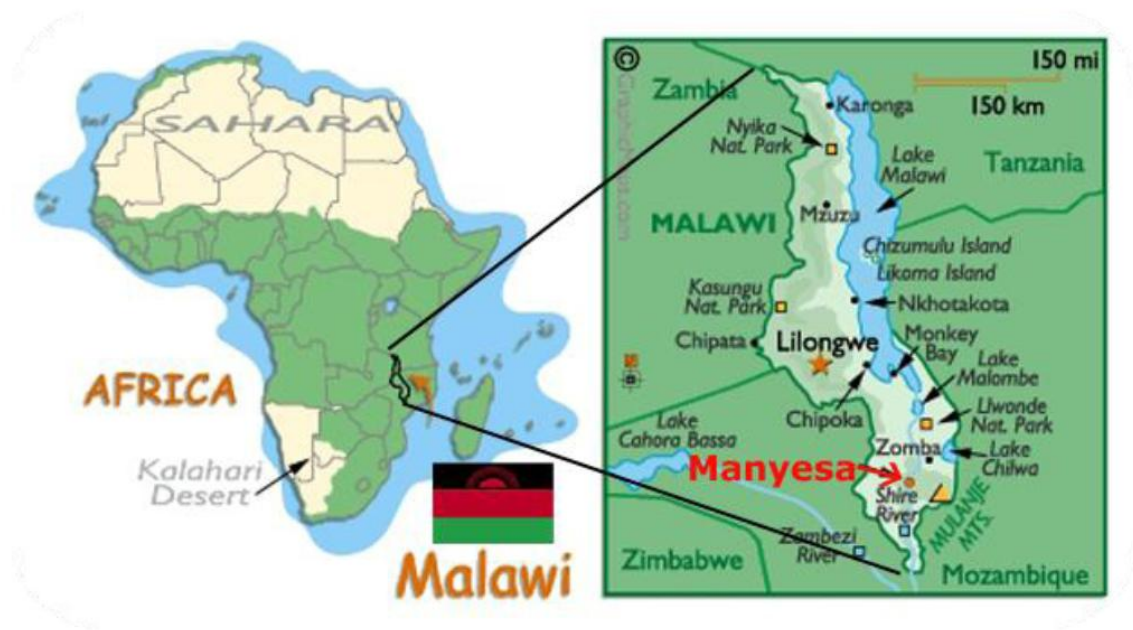 SAHARA
AFRICA
Kalahari
Desert
Malawi
©GraphicMaps.com
150 mi
150 km
Zambia
Karonga
Nyika
Nat. Park
Lake
Malawi
Tanzania
MALAWI
Mzuzu
Chizumulu Island
Likoma Island
Kasungu
Nat. Park
Nkhotakota
Chipata
Lilongwe
Monkey
Bay
Lake
Malombe
Chipoka
Liwonde
Nat. Park
Lake
Cahora Bassa
Zomba
Lake
Chilwa
Manyesa
Shire
River
MULANJE
MTS.
Zambezi
River
Zimbabwe
Mozambique